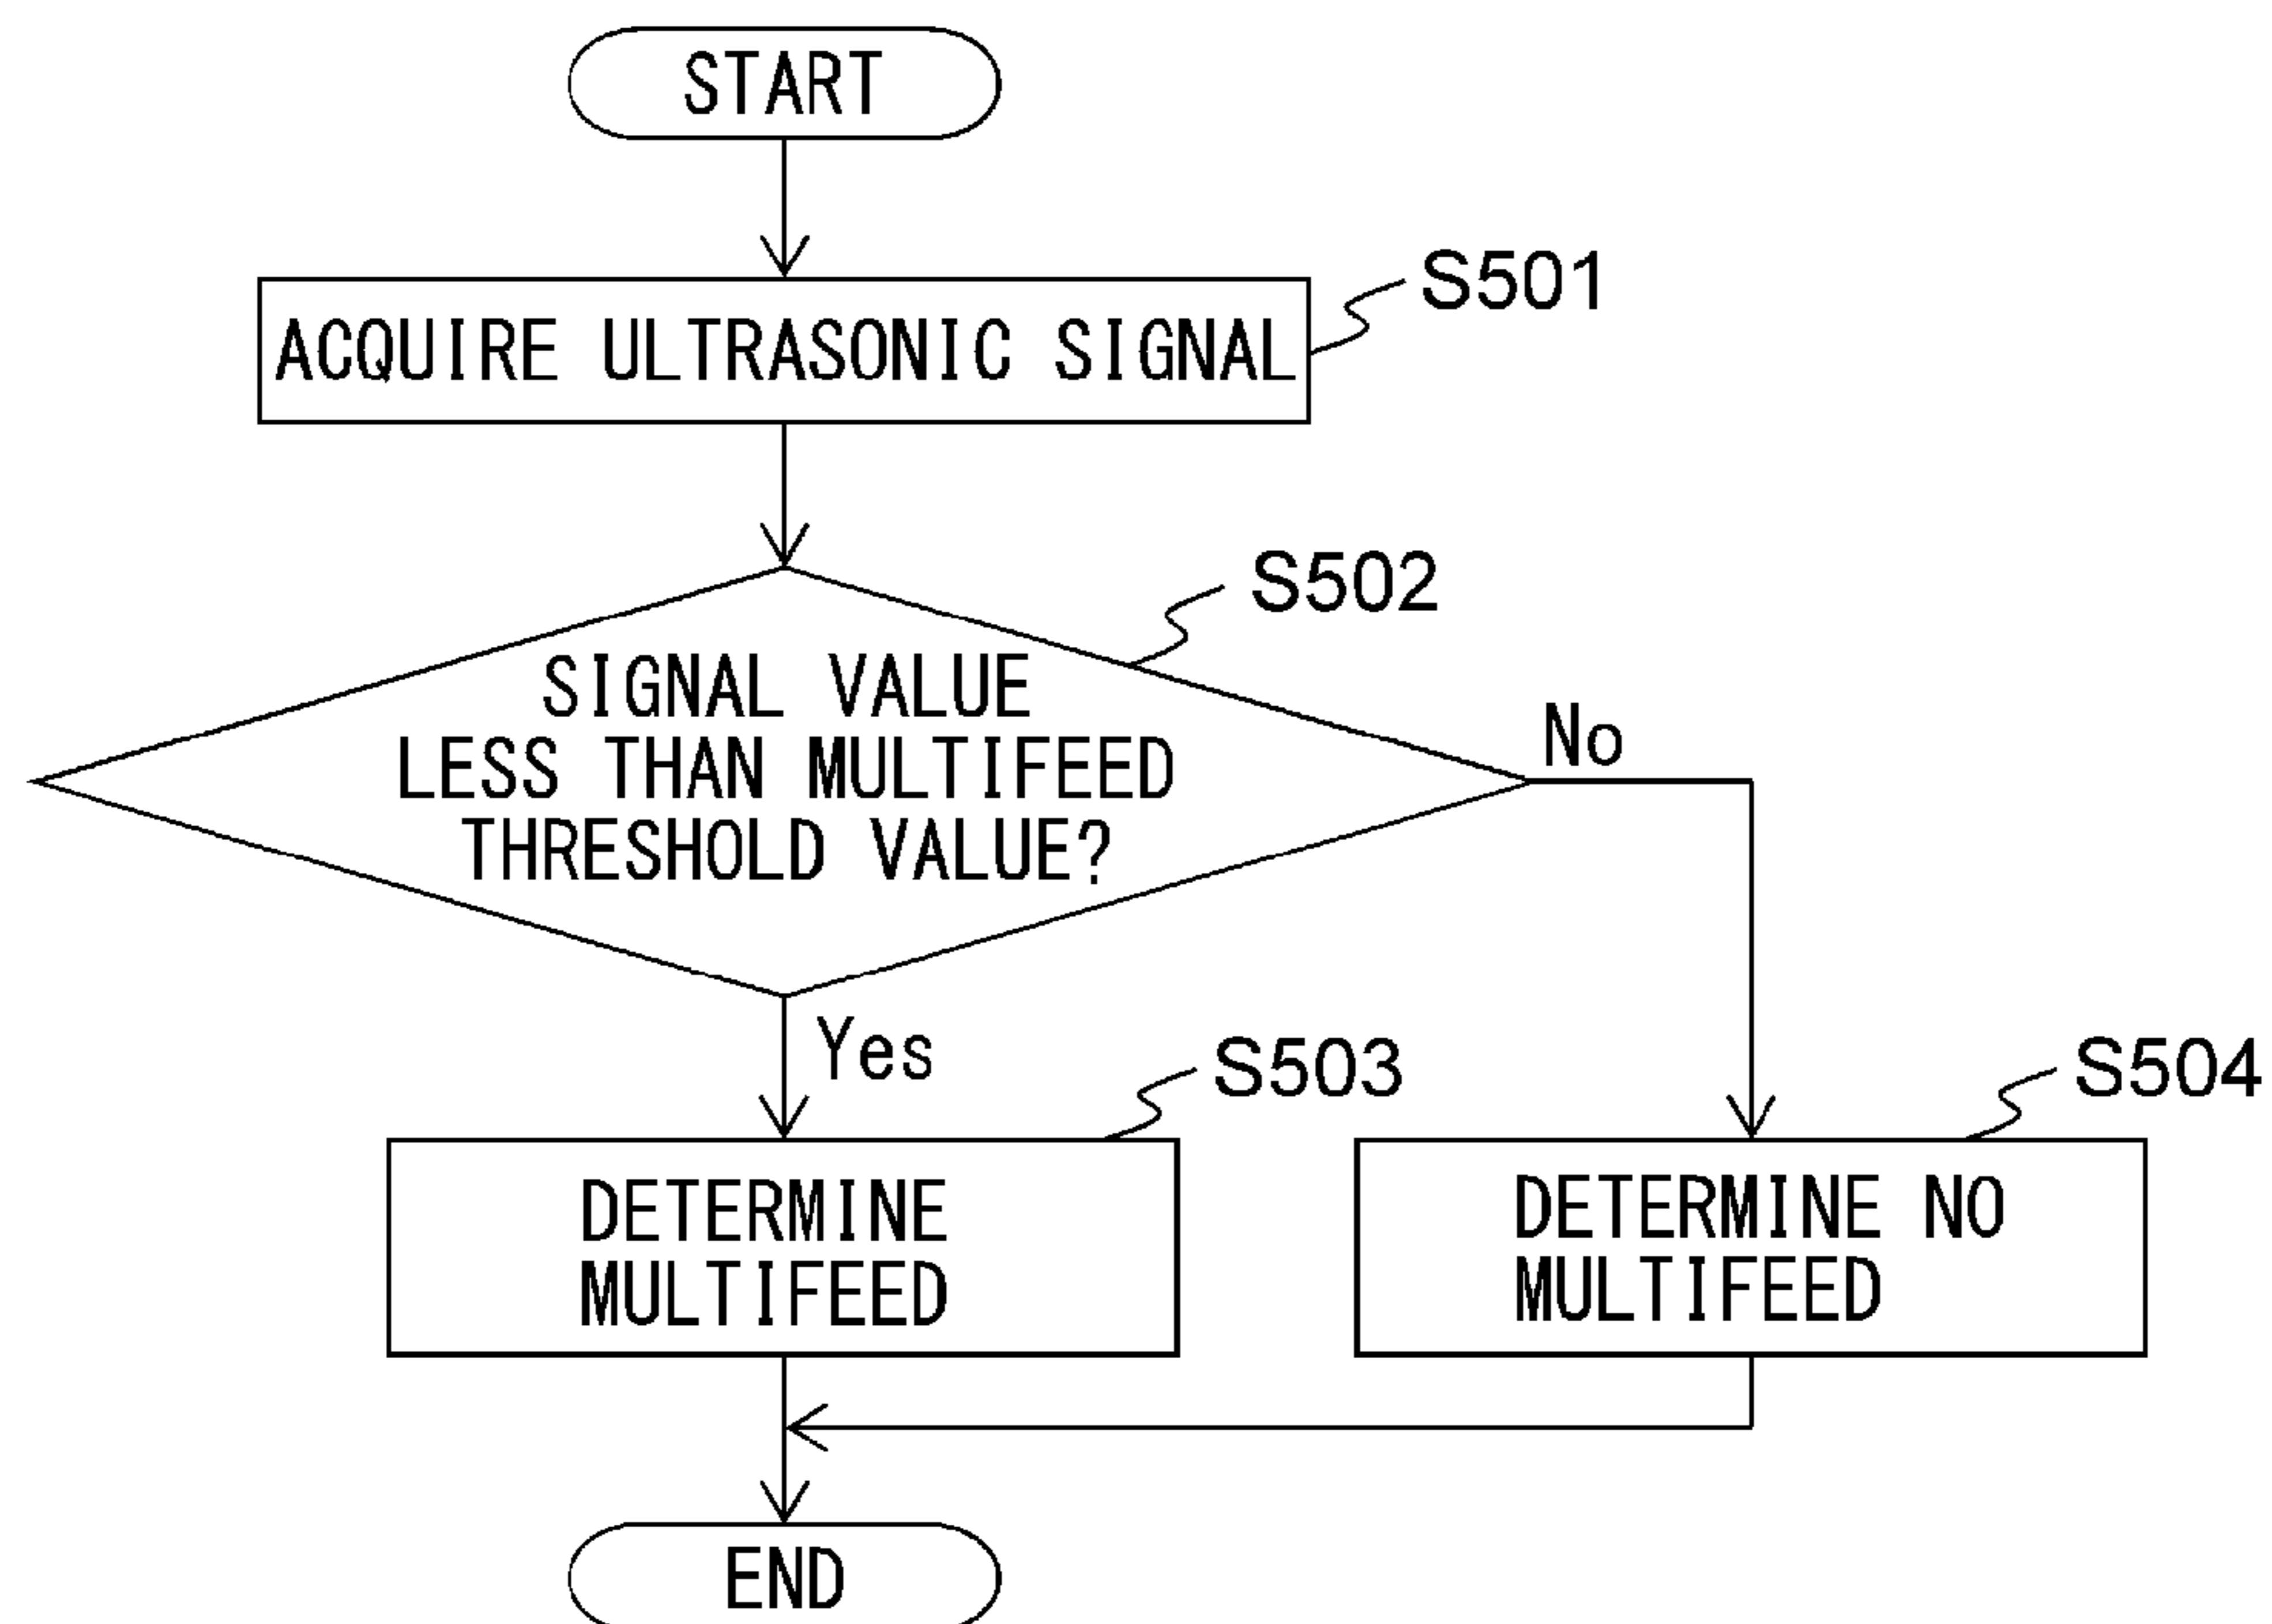 START
ACQUIRE ULTRASONIC SIGNAL
S501
S502
SIGNAL VALUE
LESS THAN MULTIFEED
THRESHOLD VALUE?
No
Yes
S503
DETERMINE
MULTIFEED
S504
DETERMINE NO
MULTIFEED
END